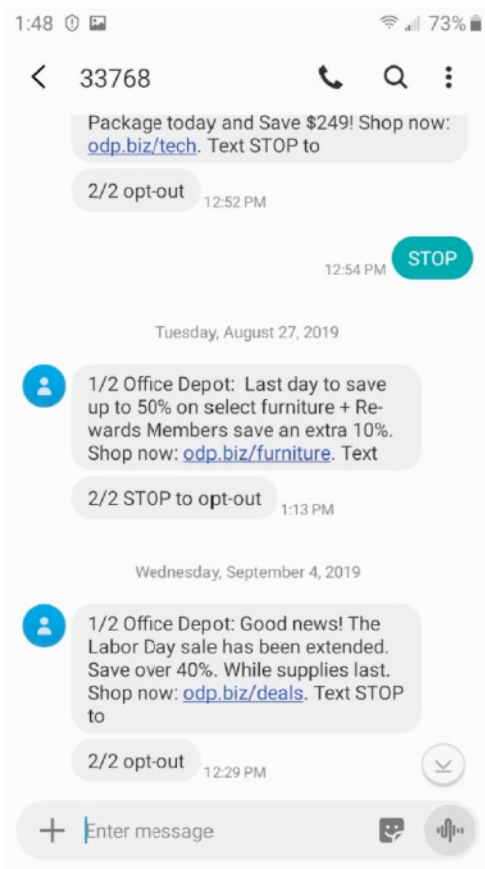 1:48 73%
33768
Package today and Save $249! Shop now:
odp.biz/tech. Text STOP to
2/2 opt-out
12:52 PM
STOP
12:54 PM
Tuesday, August 27, 2019
1/2 Office Depot:  Last day to save
up to 50% on select furniture + Re-
wards Members save an extra 10%.
Shop now: odp.biz/furniture. Text
2/2 STOP to opt-out
1:13 PM
Wednesday, September 4, 2019
1/2 Office Depot: Good news! The
Labor Day sale has been extended.
Save over 40%. While supplies last.
Shop now: odp.biz/deals. Text STOP
to
2/2 opt-out
12:29 PM
Enter message